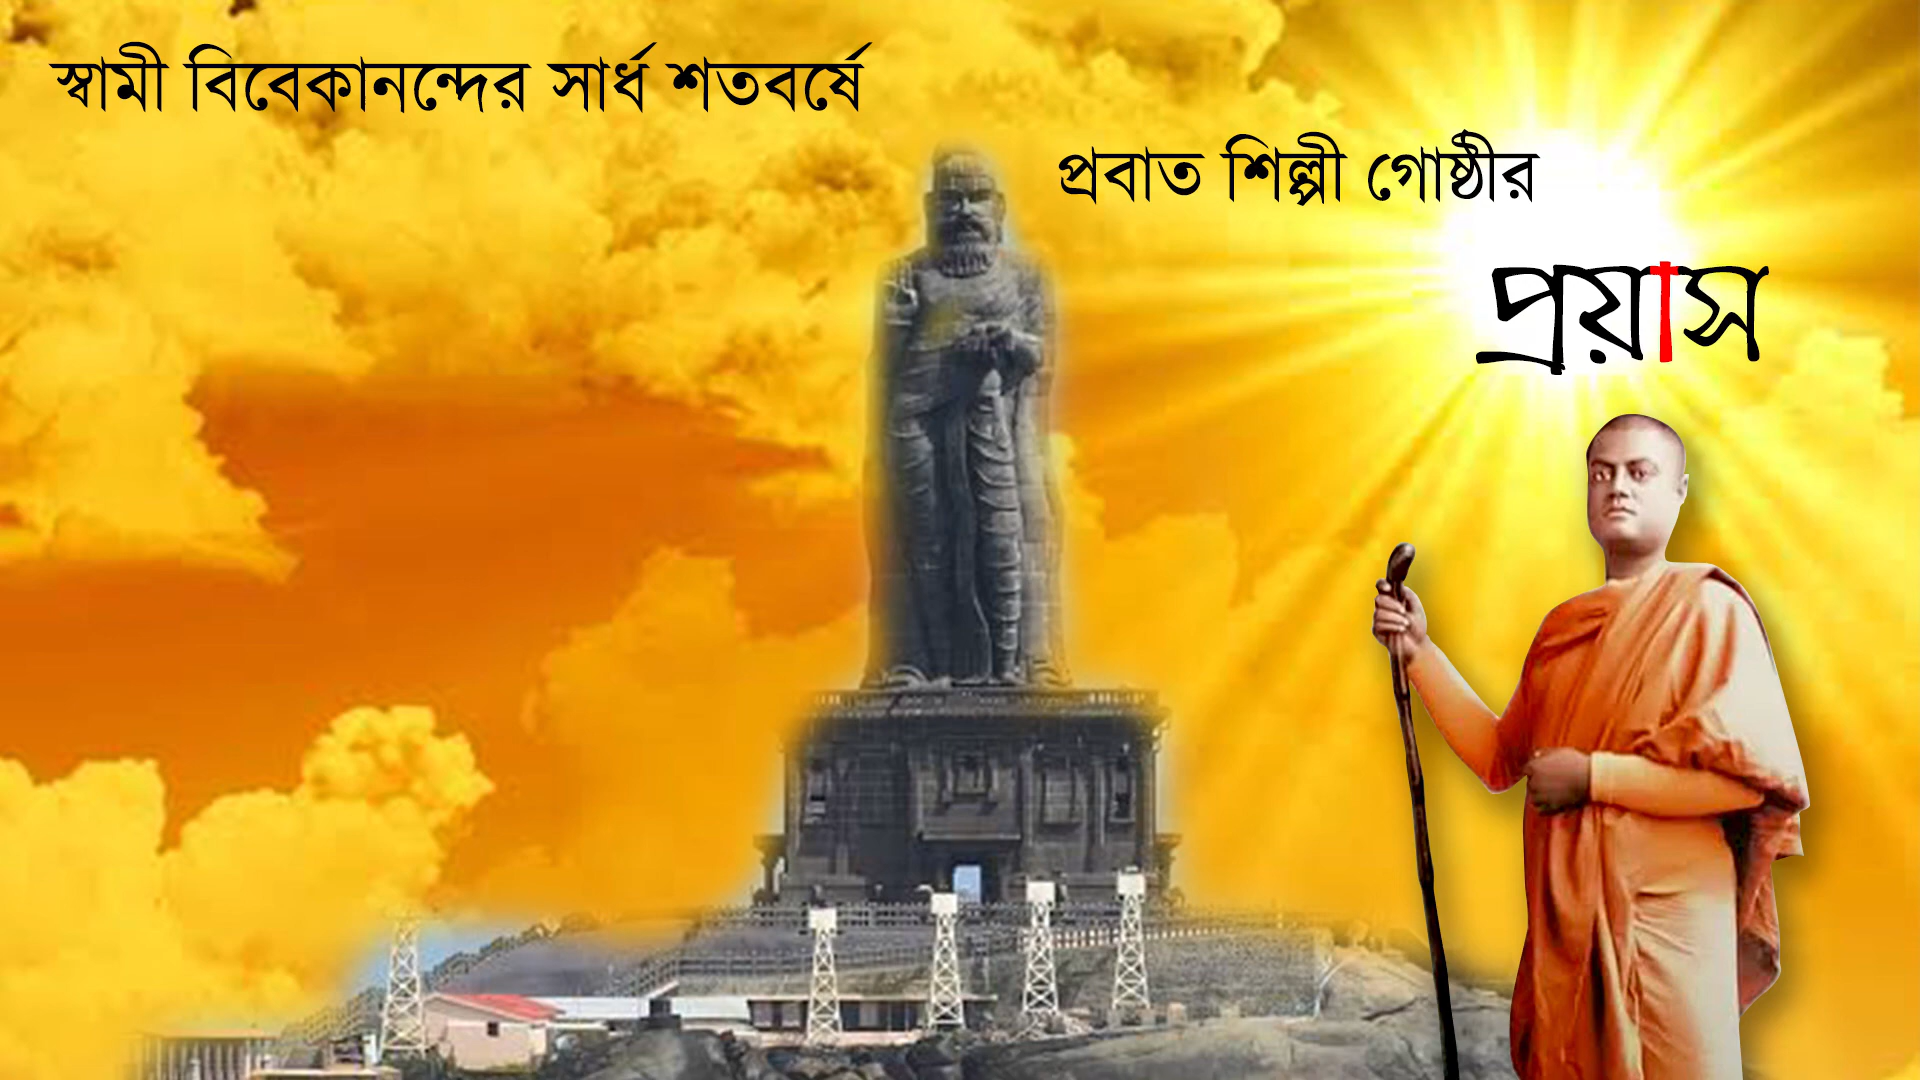 স্বামী বিবেকানন্দের সার্ধ শতবর্ষে
প্রবাত শিল্পী গোষ্ঠীর
প্রয়াস